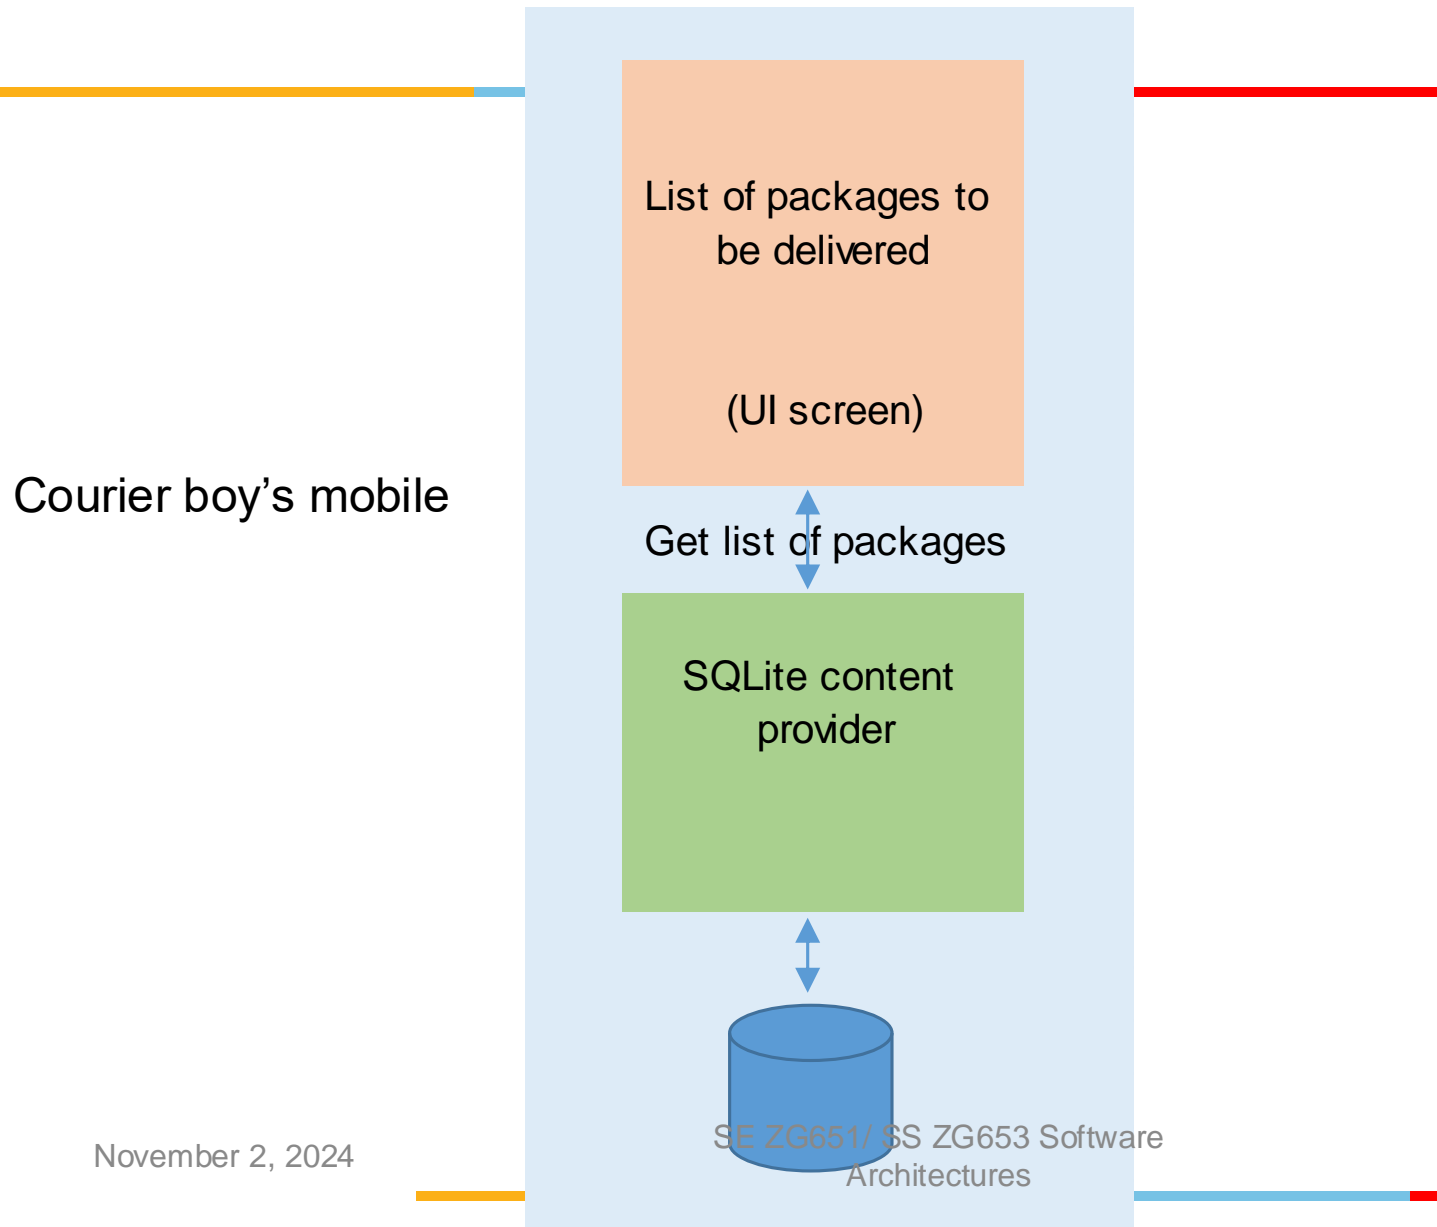 List of packages to
be delivered
(UI screen)
Courier boy’s mobile
Get list of packages
SQLite content
provider
November 2, 2024
SE ZG651/ SS ZG653 Software
Architectures